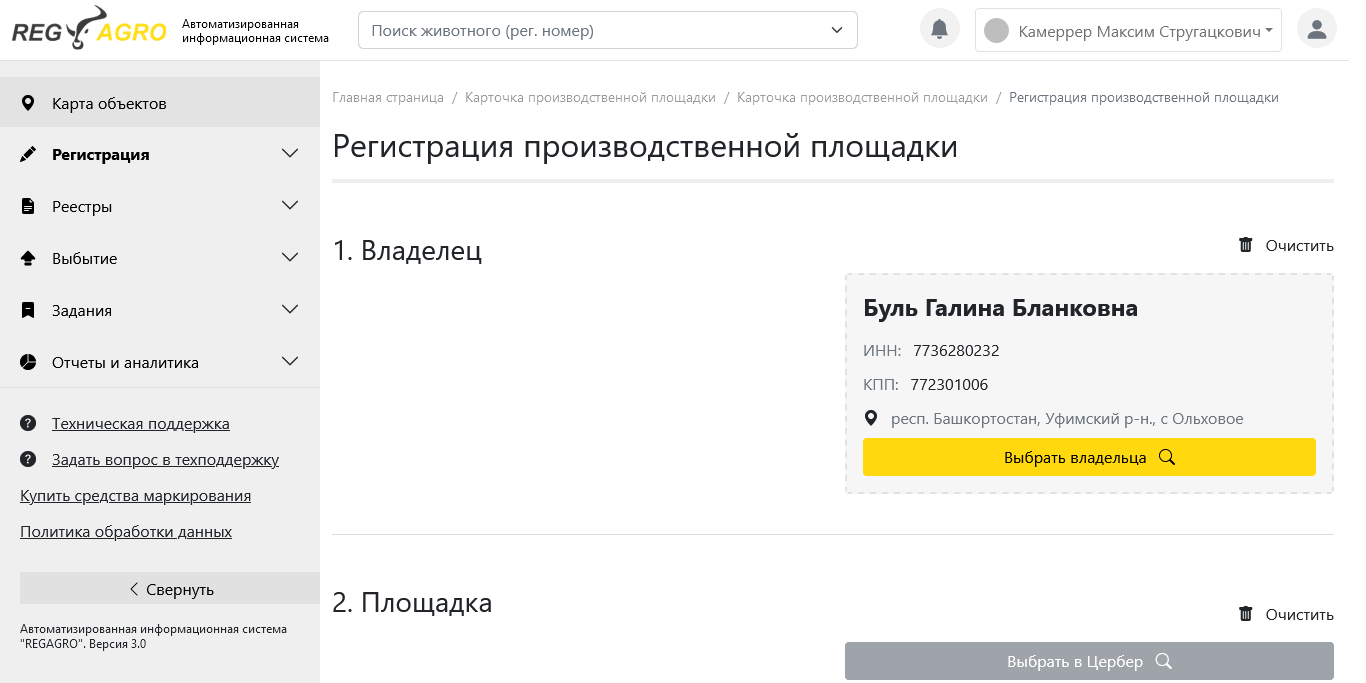 REG AGRO
Автоматизированная
информационная система
Поиск животного (рег. номер)
Камеррер Максим Стругацкович
Карта объектов
Регистрация
Реестры
Выбытие
Задания
Отчеты и аналитика
Техническая поддержка
Задать вопрос в техподдержку
Купить средства маркирования
Политика обработки данных
Свернуть
Автоматизированная информационная система
"REGAGRO". Версия 3.0
Главная страница / Карточка производственной площадки / Карточка производственной площадки / Регистрация производственной площадки
Регистрация производственной площадки
1. Владелец
Очистить
Буль Галина Бланковна
ИНН: 7736280232
КПП: 772301006
респ. Башкортостан, Уфимский р-н., с Ольховое
Выбрать владельца
2. Площадка
Очистить
Выбрать в Цербер